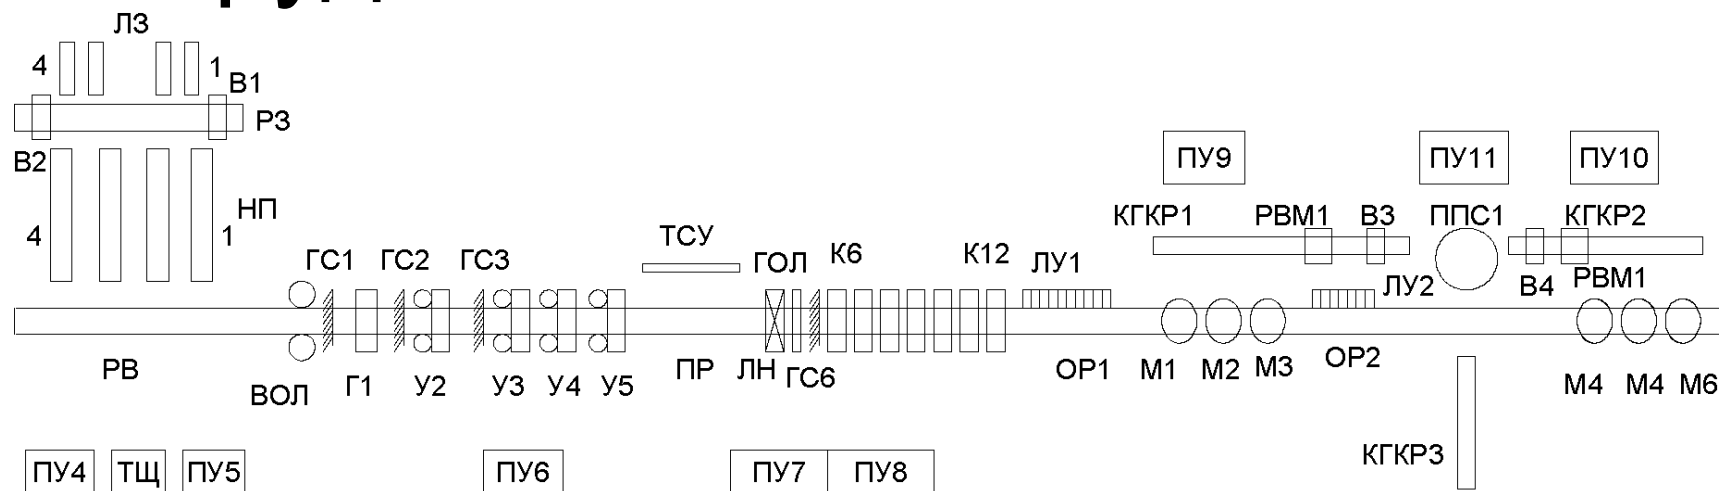 ЛЗ
4
1
В1
РЗ
В2
НП
4
1
ПУ9
ПУ11
ПУ10
КГКР1
РВМ1
В3
ППС1
КГКР2
ГС1
ГС2
ГС3
ТСУ
ГОЛ
К6
К12
ЛУ1
ЛУ2
В4
РВМ1
РВ
ВОЛ
Г1
У2
У3
У4
У5
ПР
ЛН
ГС6
ОР1
М1
М2
М3
ОР2
М4
М4
М6
КГКР3
ПУ4
ТЩ
ПУ5
ПУ6
ПУ7
ПУ8